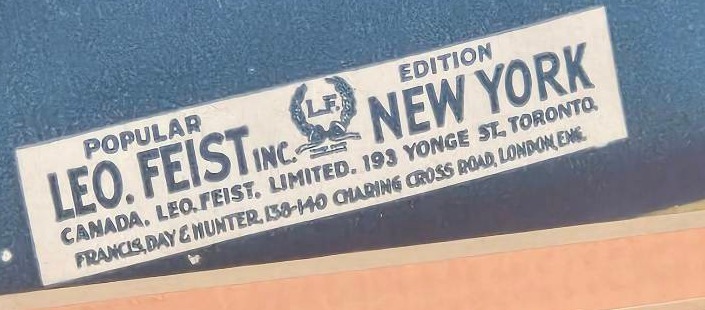 POPULAR EDITION
LEO. FEIST INC. L.F. NEW YORK
CANADA. LEO. FEIST. LIMITED. 193 YONGE ST, TORONTO.
FRANCIS, DAY & HUNTER. 138-140 CHARING CROSS ROAD, LONDON, ENG.